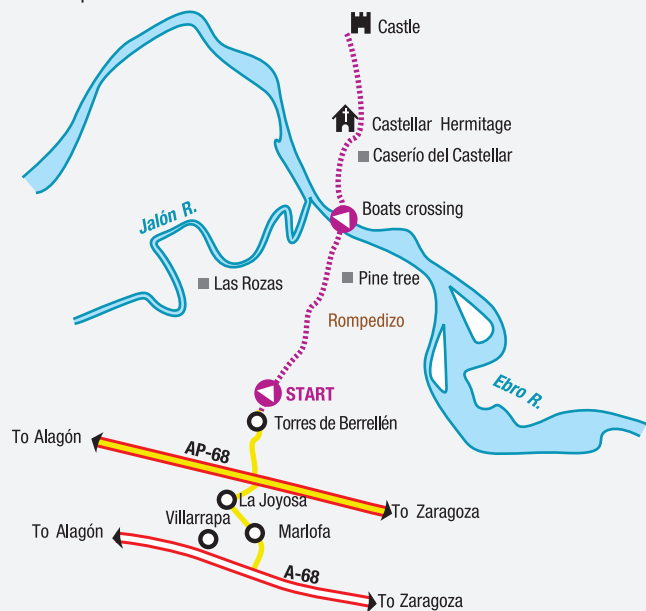 Castle
Castellar Hermitage
Caserío del Castellar
Boats crossing
Jalón R.
Las Rozas
Pine tree
Rompedizo
START
Ebro R.
Torres de Berrellén
To Alagón
AP-68
La Joyosa
To Zaragoza
Villarrapa
To Alagón
Marlofa
A-68
To Zaragoza